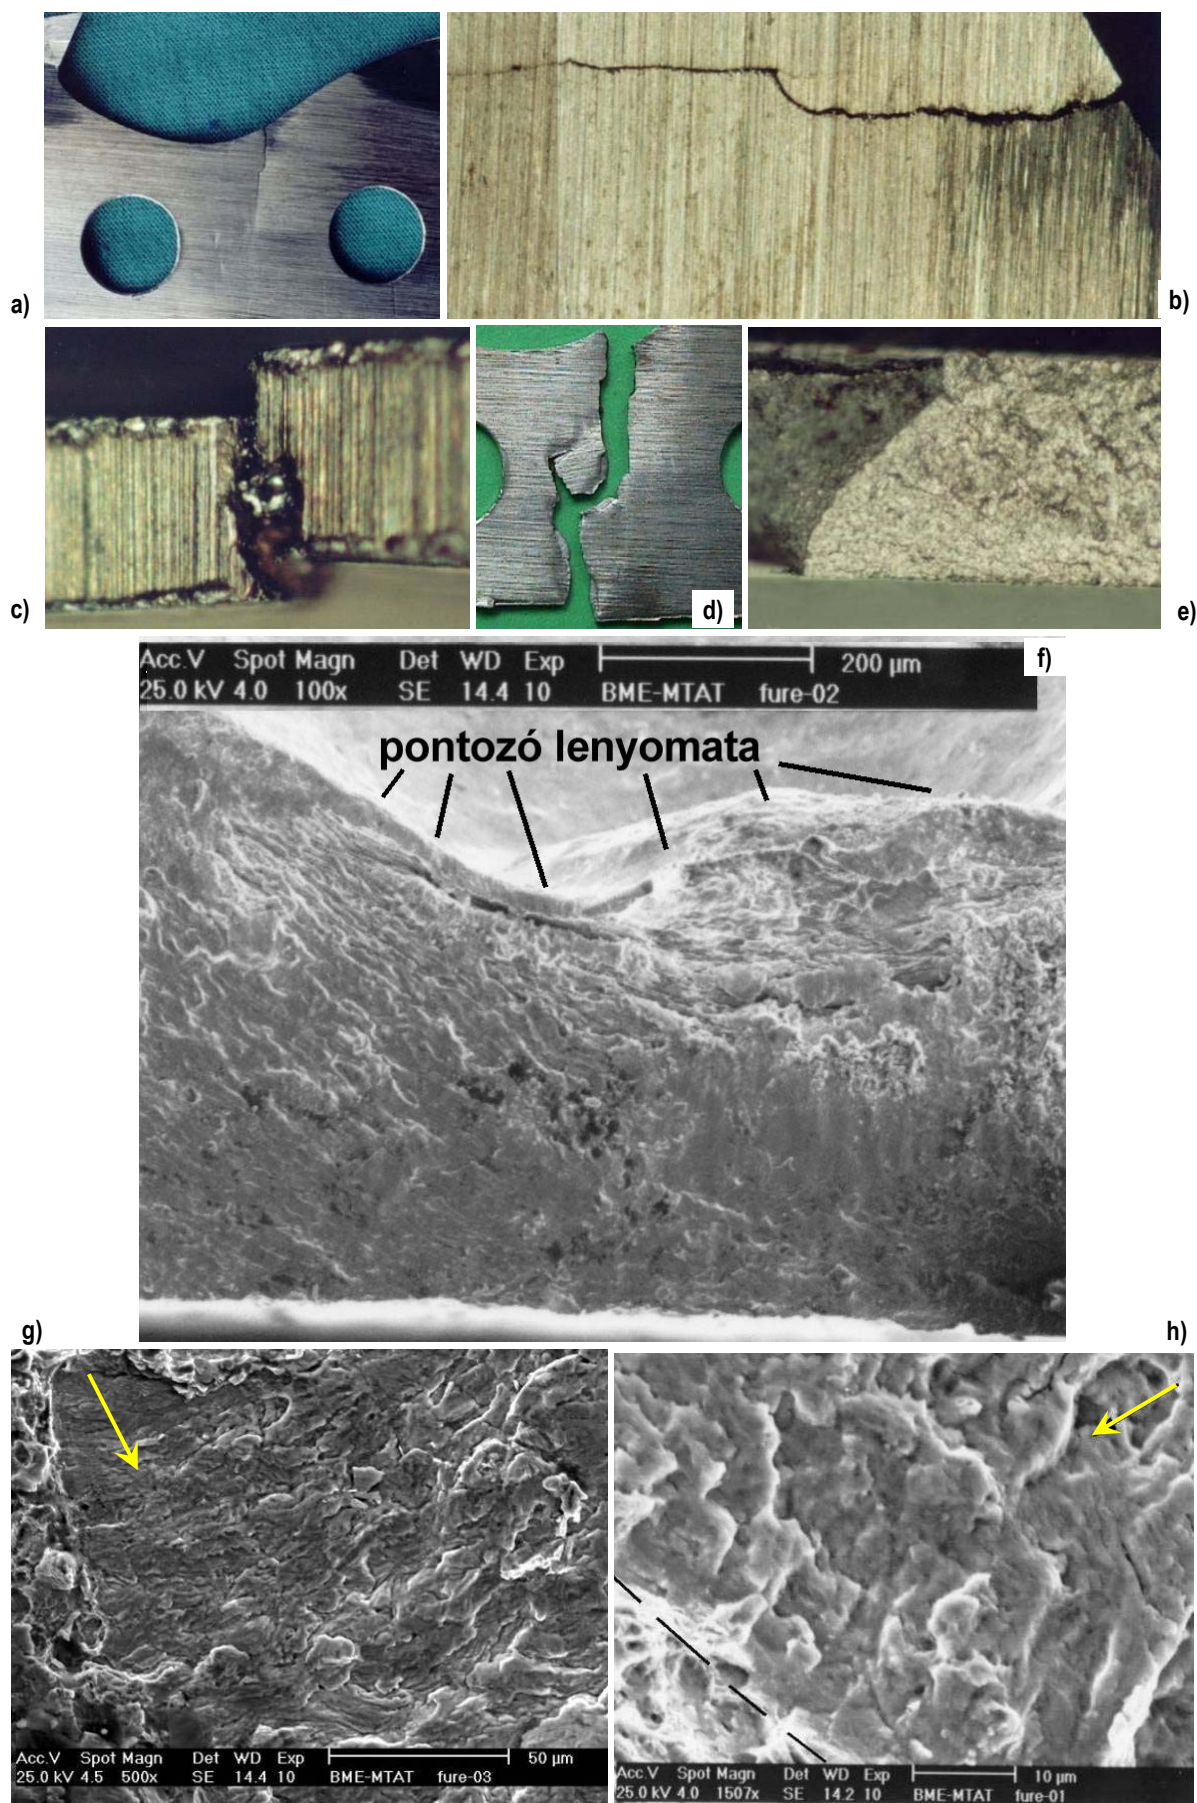 a)
b)
c)
d)
e)
f)
Acc.V Spot Magn Det WD Exp 200 µm
25.0 kV 4.0 100x SE 14.4 10 BME-MTAT fure-02
pontozó lenyomata
g)
h)
Acc.V Spot Magn Det WD Exp 50 µm
25.0 kV 4.5 500x SE 14.4 10 BME-MTAT fure-03
Acc.V Spot Magn Det WD Exp 10 µm
25.0 kV 4.0 1507x SE 14.2 10 BME-MTAT fure-01